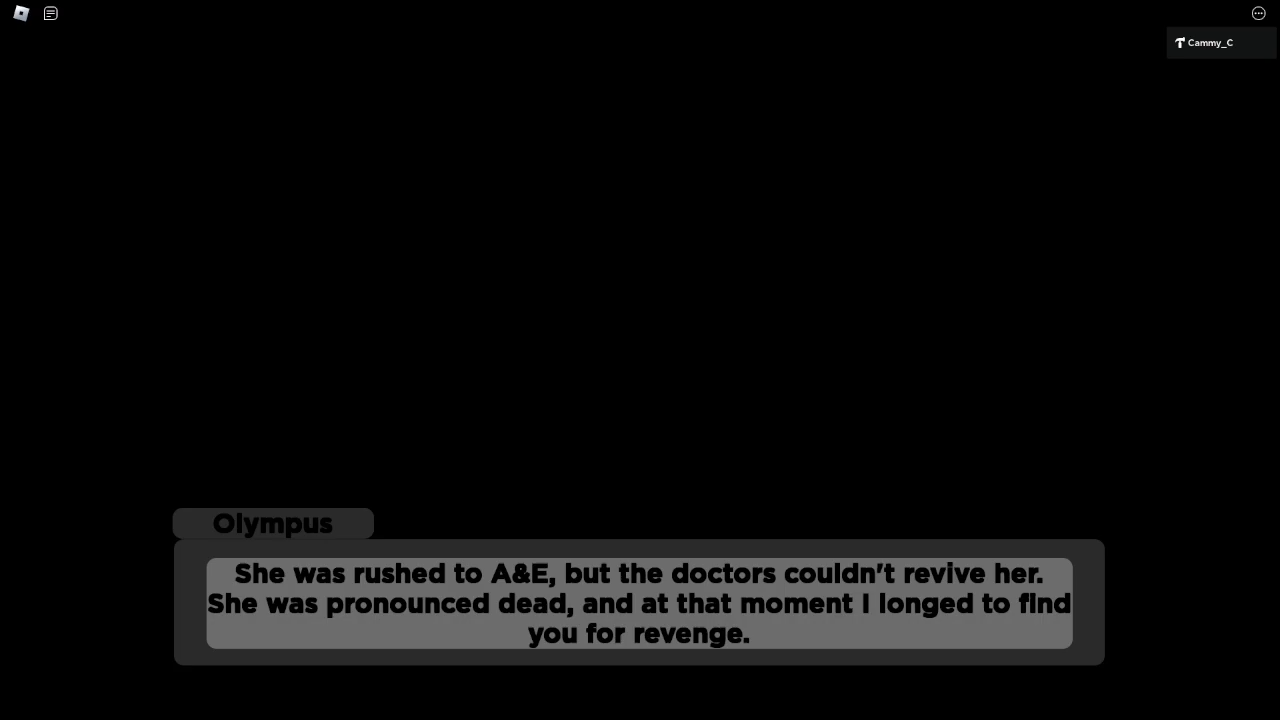 Cammy_C
Olympus
She was rushed to A&E, but the doctors couldn't revive her.
She was pronounced dead, and at that moment I longed to find
you for revenge.